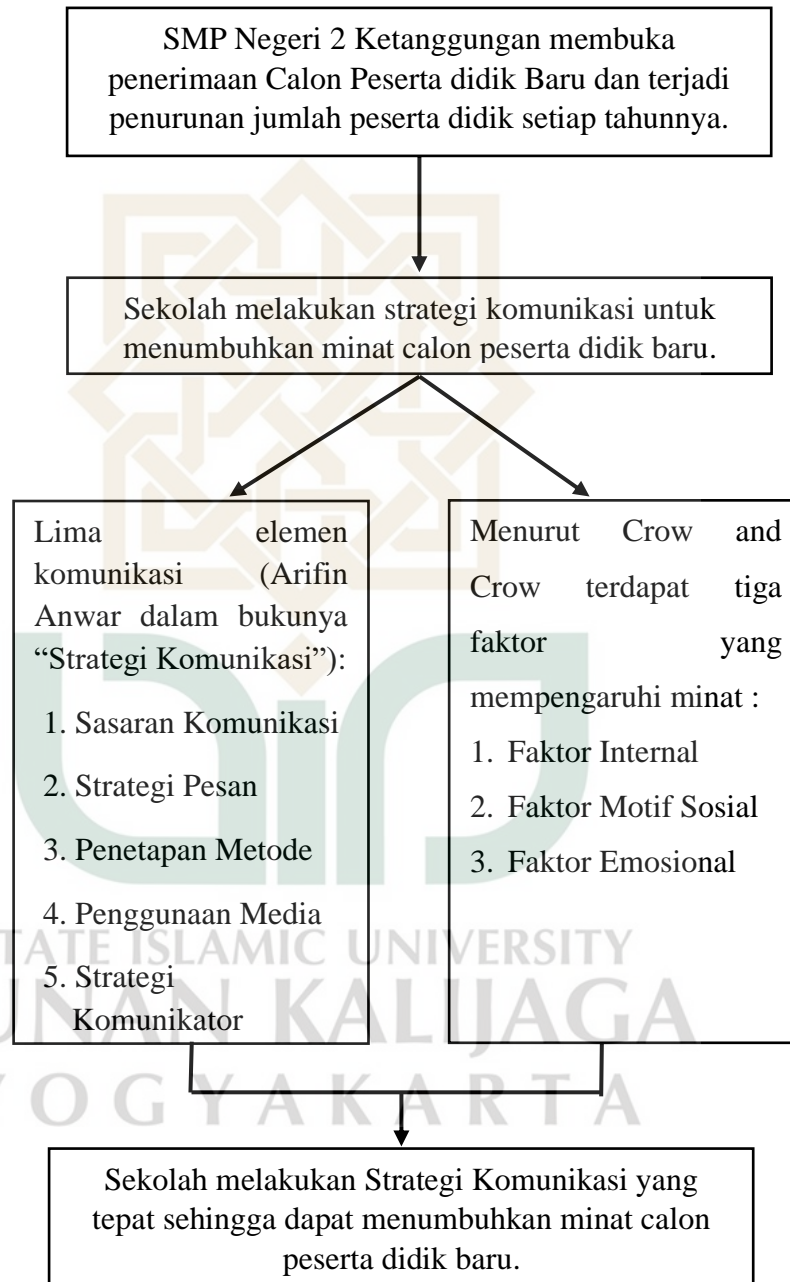 SMP Negeri 2 Ketanggungan membuka
penerimaan Calon Peserta didik Baru dan terjadi
penurunan jumlah peserta didik setiap tahunnya.
Sekolah melakukan strategi komunikasi untuk
menumbuhkan minat calon peserta didik baru.
Lima elemen
komunikasi (Arifin
Anwar dalam bukunya
“Strategi Komunikasi”):
1. Sasaran Komunikasi
2. Strategi Pesan
3. Penetapan Metode
4. Penggunaan Media
5. Strategi
Komunikator
Menurut Crow and
Crow terdapat tiga
faktor yang
mempengaruhi minat :
1. Faktor Internal
2. Faktor Motif Sosial
3. Faktor Emosional
TATE ISLAMIC UNIVERSITY
UNAN KALIJAGA
YOGYAKARTA
Sekolah melakukan Strategi Komunikasi yang
tepat sehingga dapat menumbuhkan minat calon
peserta didik baru.